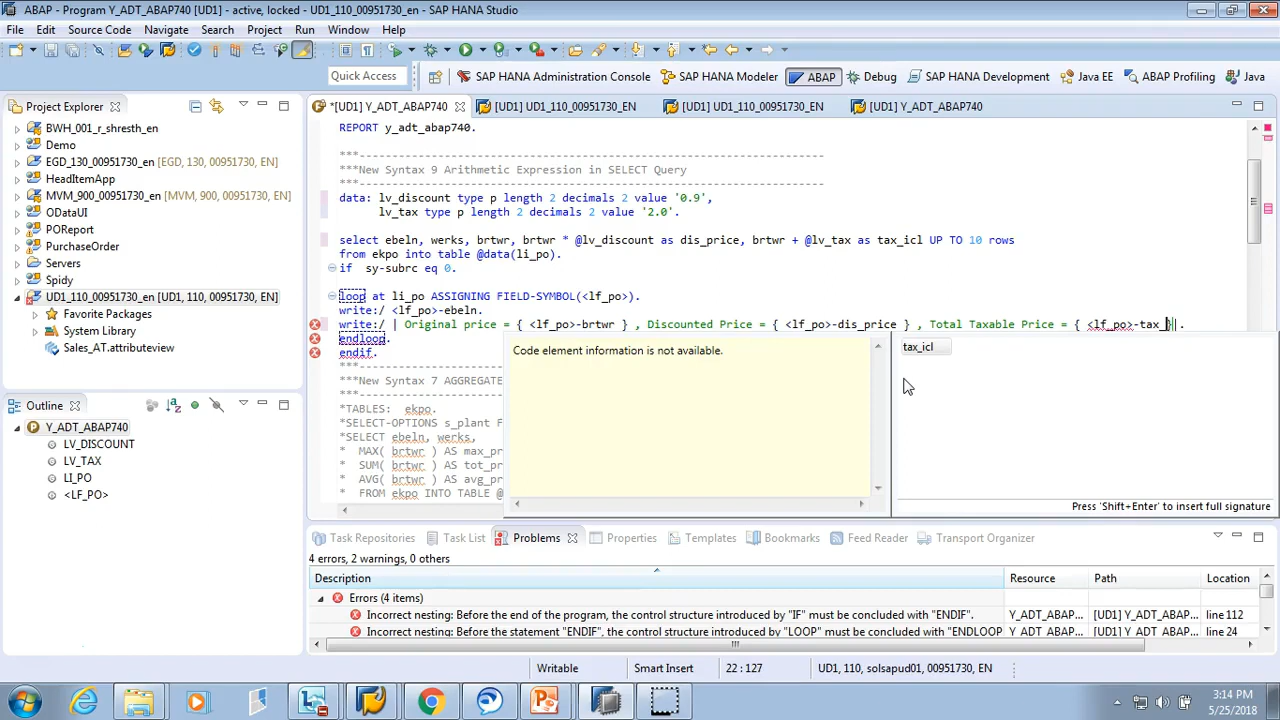 ABAP - Program Y_ADT_ABAP740 [UD1] - active, locked - UD1_110_00951730_en - SAP HANA Studio
File Edit Source Code Navigate Search Project Run Window Help
Quick Access SAP HANA Administration Console SAP HANA Modeler ABAP Debug SAP HANA Development Java EE ABAP Profiling Java
Project Explorer
BWH_001_r_shresth_en
Demo
EGD_130_00951730_en [EGD, 130, 00951730, EN]
HeadItemApp
MVM_900_00951730_en [MVM, 900, 00951730, EN]
ODataUI
POReport
PurchaseOrder
Servers
Spidy
UD1_110_00951730_en [UD1, 110, 00951730, EN]
Favorite Packages
System Library
Sales_AT.attributeview
Outline
Y_ADT_ABAP740
LV_DISCOUNT
LV_TAX
LI_PO
<LF_PO>
*[UD1] Y_ADT_ABAP740 [UD1] UD1_110_00951730_EN [UD1] UD1_110_00951730_EN [UD1] Y_ADT_ABAP740
REPORT y_adt_abap740.
***----------------------------------------------------------------------
***New Syntax 9 Arithmetic Expression in SELECT Query
***----------------------------------------------------------------------
data: lv_discount type p length 2 decimals 2 value '0.9',
lv_tax type p length 2 decimals 2 value '2.0'.
select ebeln, werks, brtwr, brtwr * @lv_discount as dis_price, brtwr + @lv_tax as tax_icl UP TO 10 rows
from ekpo into table @data(li_po).
if sy-subrc eq 0.
loop at li_po ASSIGNING FIELD-SYMBOL(<lf_po>).
write:/ <lf_po>-ebeln.
write:/ | Original price = { <lf_po>-brtwr } , Discounted Price = { <lf_po>-dis_price } , Total Taxable Price = { <lf_po>-tax_}|.
endloop.
endif.
***----------------------
***New Syntax 7 AGGREGATE
***----------------------
*TABLES: ekpo.
*SELECT-OPTIONS s_plant F
*SELECT ebeln, werks,
* MAX( brtwr ) AS max_pr
* SUM( brtwr ) AS tot_pr
* AVG( brtwr ) AS avg_pr
* FROM ekpo INTO TABLE @
Code element information is not available.
tax_icl
Press 'Shift+Enter' to insert full signature
Task Repositories Task List Problems Properties Templates Bookmarks Feed Reader Transport Organizer
4 errors, 2 warnings, 0 others
Description Resource Path Location
Errors (4 items)
Incorrect nesting: Before the end of the program, the control structure introduced by "IF" must be concluded with "ENDIF". Y_ADT_ABAP... [UD1] Y_ADT_AB... line 112
Incorrect nesting: Before the statement "ENDIF", the control structure introduced by "LOOP" must be concluded with "ENDLOOP Y_ADT_ABAP... [UD1] Y_ADT_AB... line 24
Writable Smart Insert 22 : 127 UD1, 110, solsapud01, 00951730, EN
3:14 PM
5/25/2018